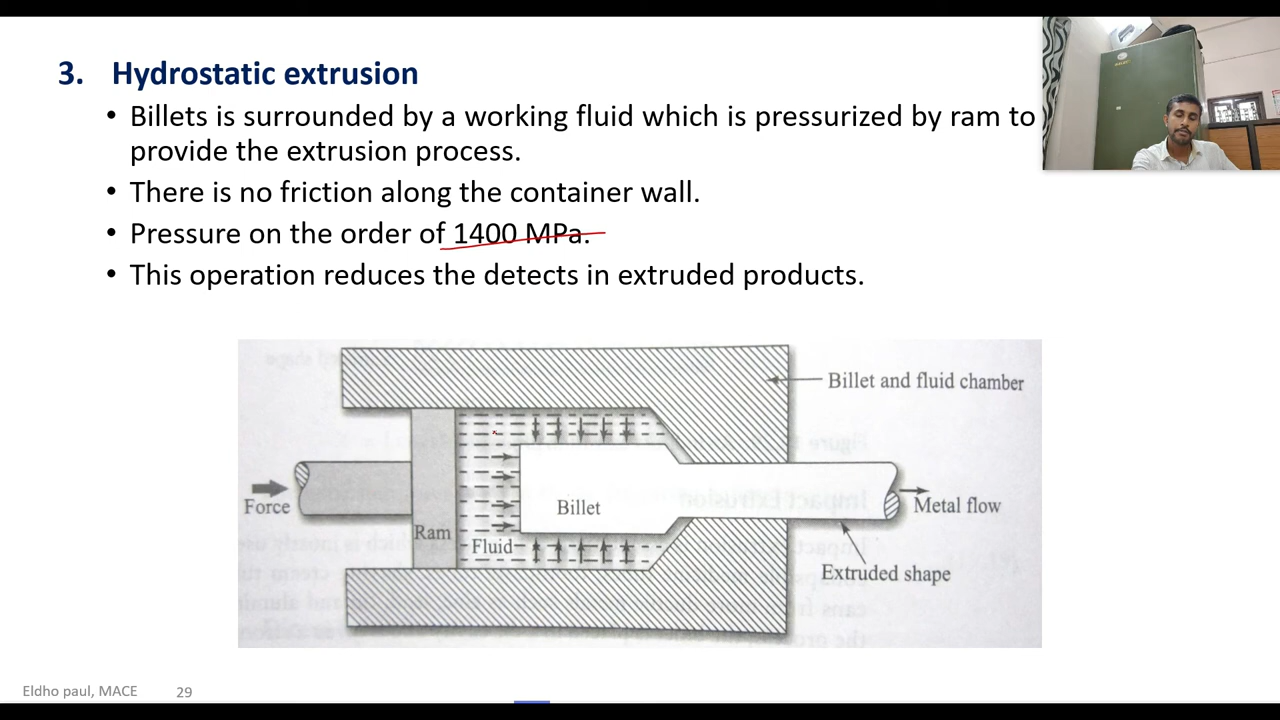 3. Hydrostatic extrusion
• Billets is surrounded by a working fluid which is pressurized by ram to
provide the extrusion process.
• There is no friction along the container wall.
• Pressure on the order of 1400 MPa.
• This operation reduces the detects in extruded products.
Billet and fluid chamber
Force
Ram
Fluid
Billet
Metal flow
Extruded shape
Impact Extrusion
Eldho paul, MACE 29